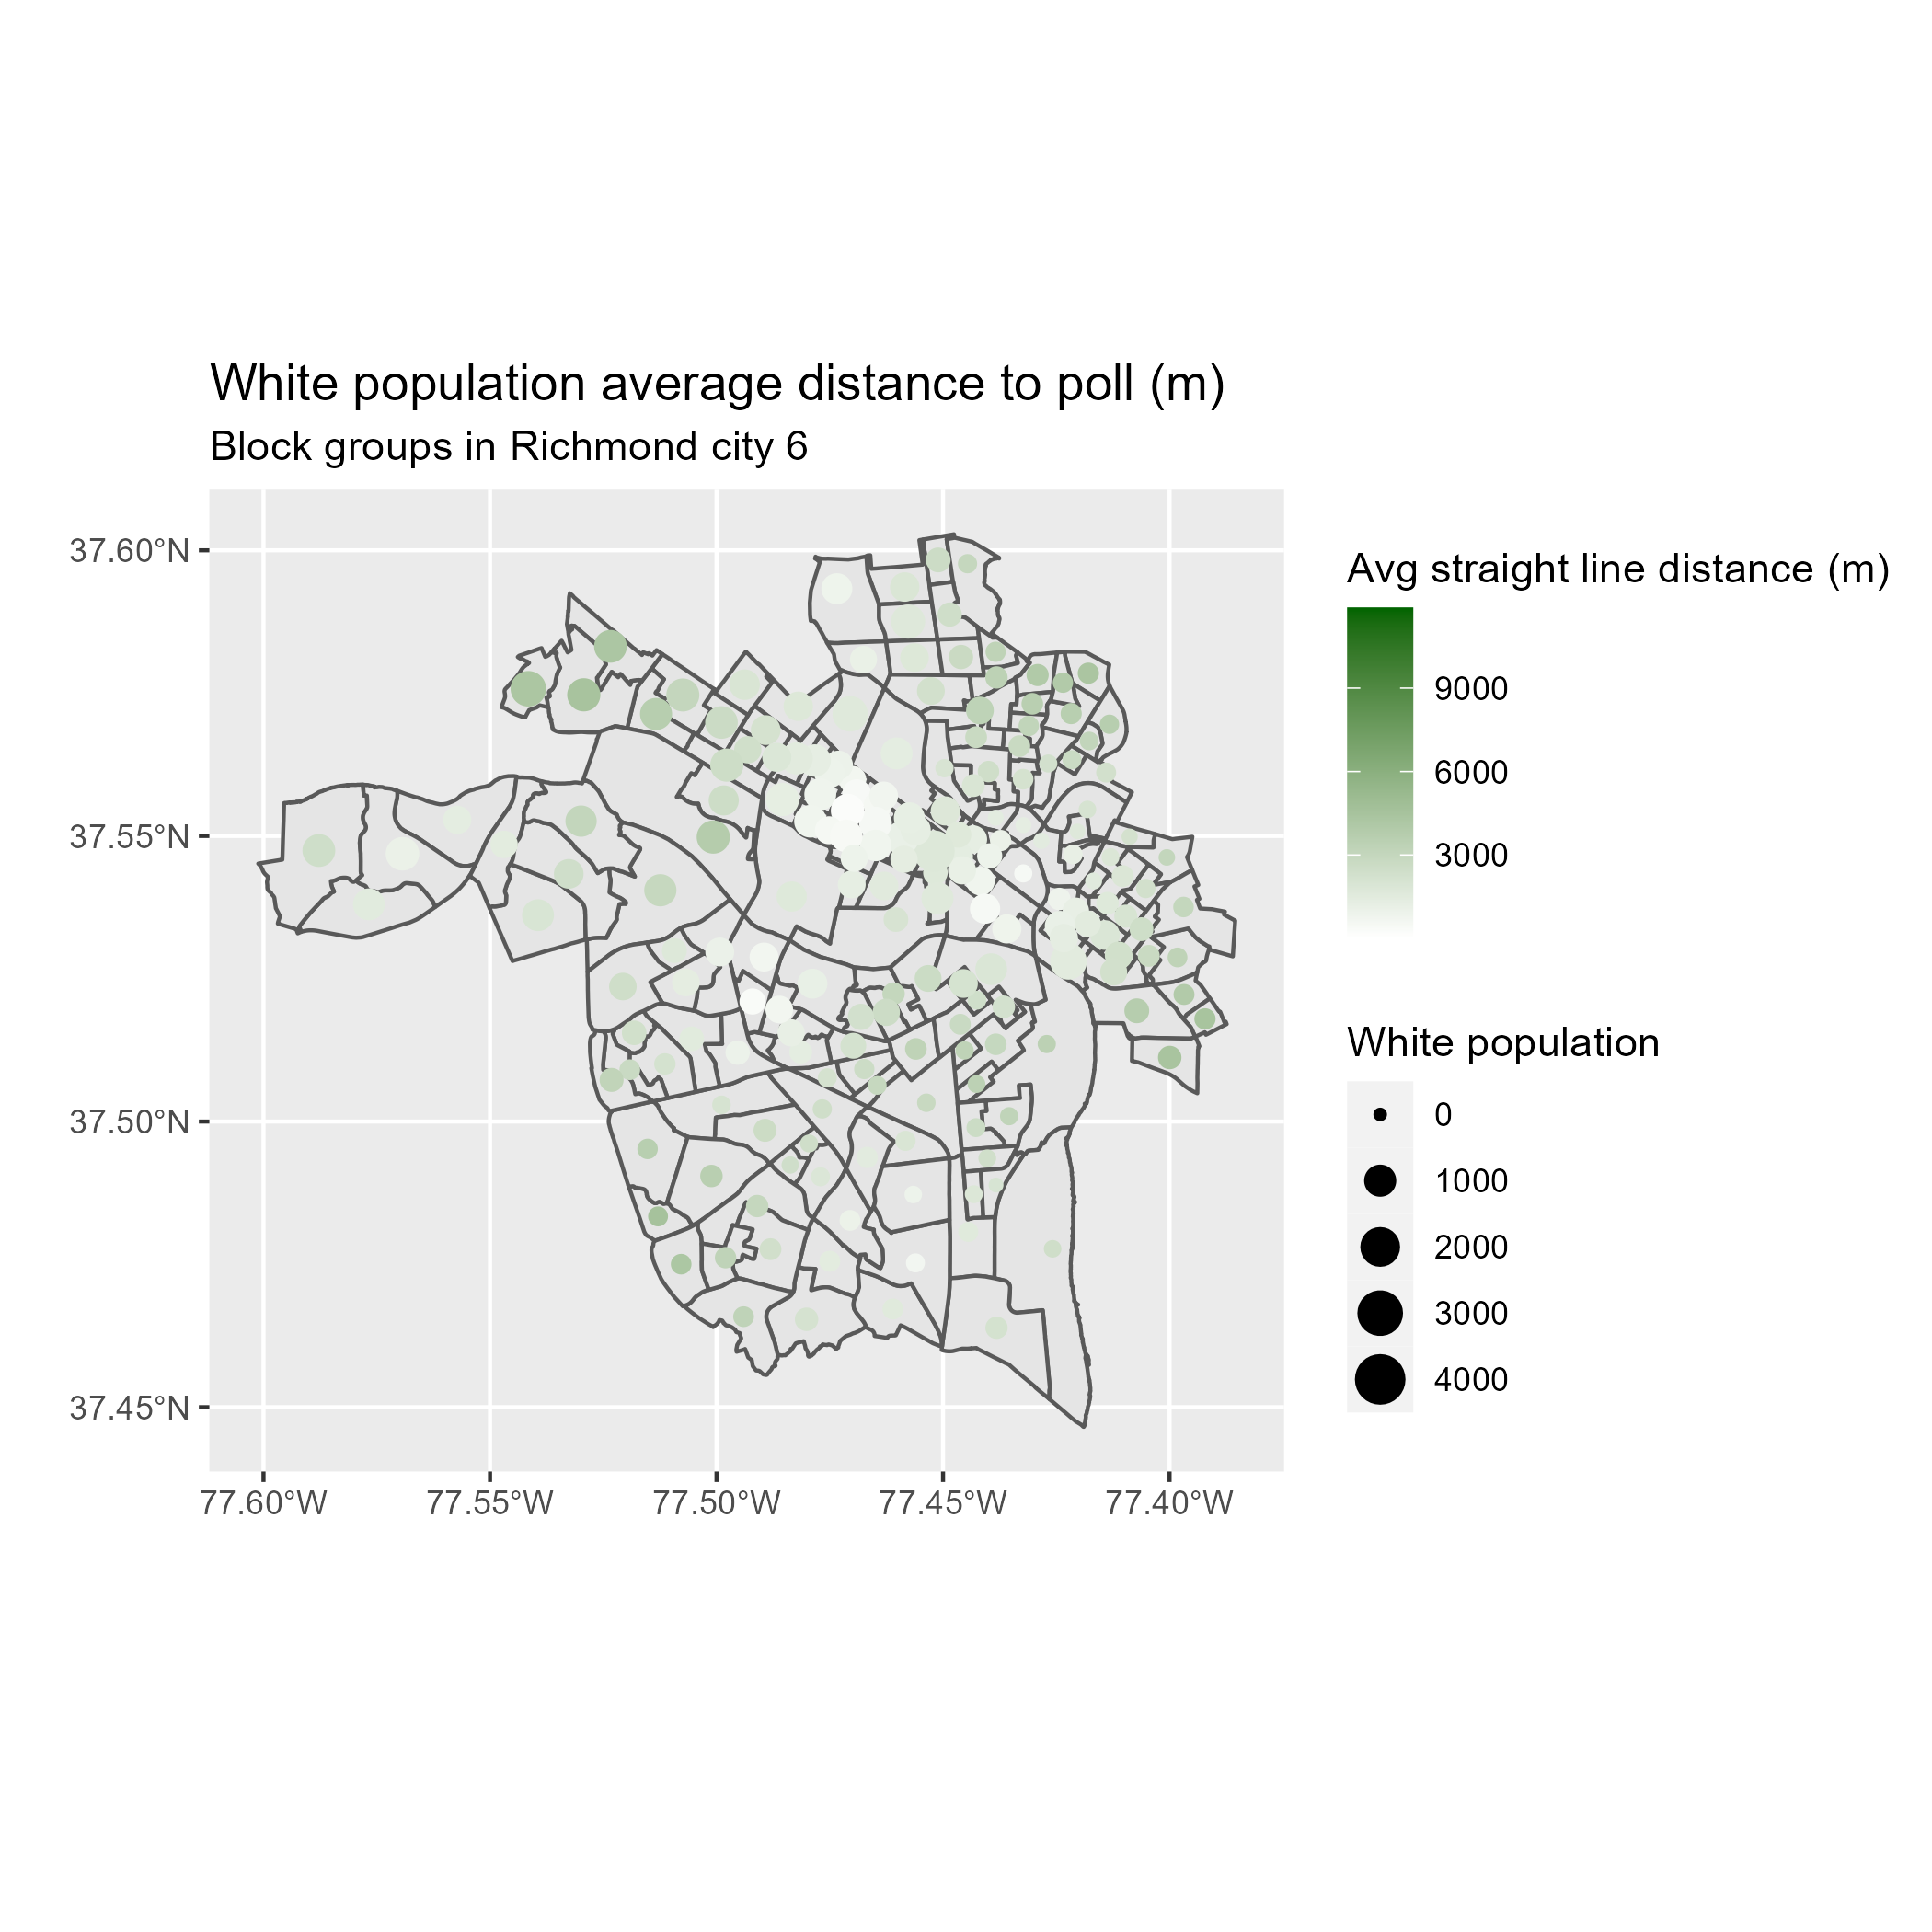 White population average distance to poll (m)
Block groups in Richmond city 6
37.60°N
37.55°N
37.50°N
37.45°N
77.60°W
77.55°W
77.50°W
77.45°W
77.40°W
Avg straight line distance (m)
9000
6000
3000
White population
0
1000
2000
3000
4000